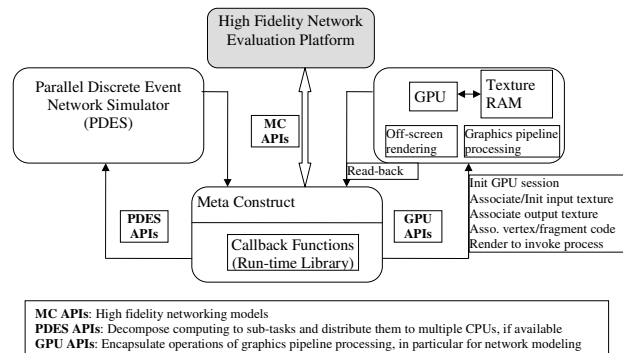 High Fidelity Network
Evaluation Platform
Parallel Discrete Event
Network Simulator
(PDES)
GPU
Texture
RAM
MC
APIs
Off-screen
rendering
Graphics pipeline
processing
Read-back
Meta Construct
Init GPU session
Associate/Init input texture
Associate output texture
Asso. vertex/fragment code
Render to invoke process
PDES
APIs
Callback Functions
(Run-time Library)
GPU
APIs
MC APIs: High fidelity networking models
PDES APIs: Decompose computing to sub-tasks and distribute them to multiple CPUs, if available
GPU APIs: Encapsulate operations of graphics pipeline processing, in particular for network modeling